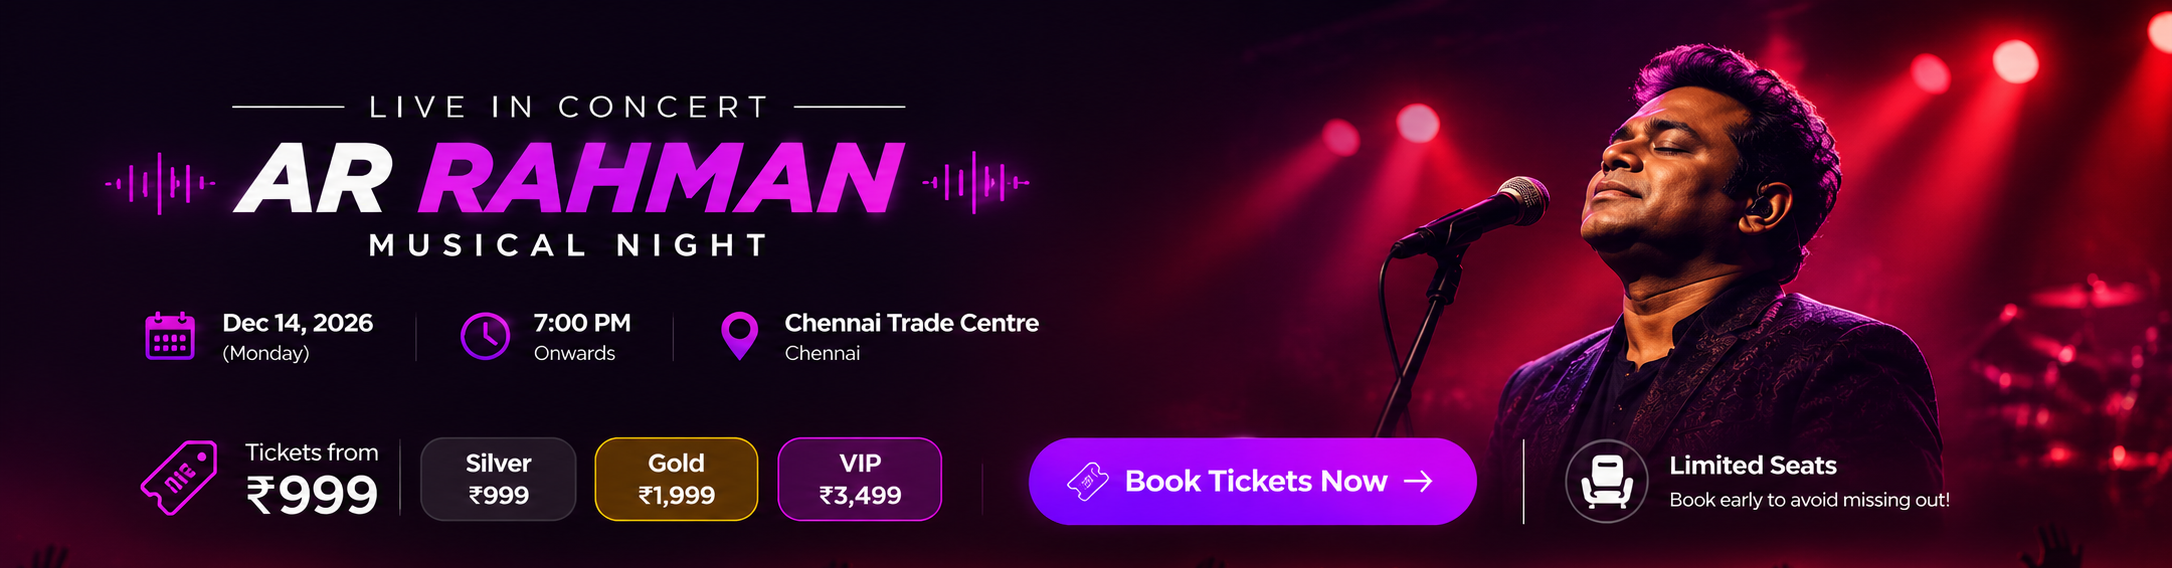 LIVE IN CONCERT
AR RAHMAN
MUSICAL NIGHT
Dec 14, 2026
(Monday)
7:00 PM
Onwards
Chennai Trade Centre
Chennai
Tickets from
₹999
Silver
₹999
Gold
₹1,999
VIP
₹3,499
Book Tickets Now →
Limited Seats
Book early to avoid missing out!